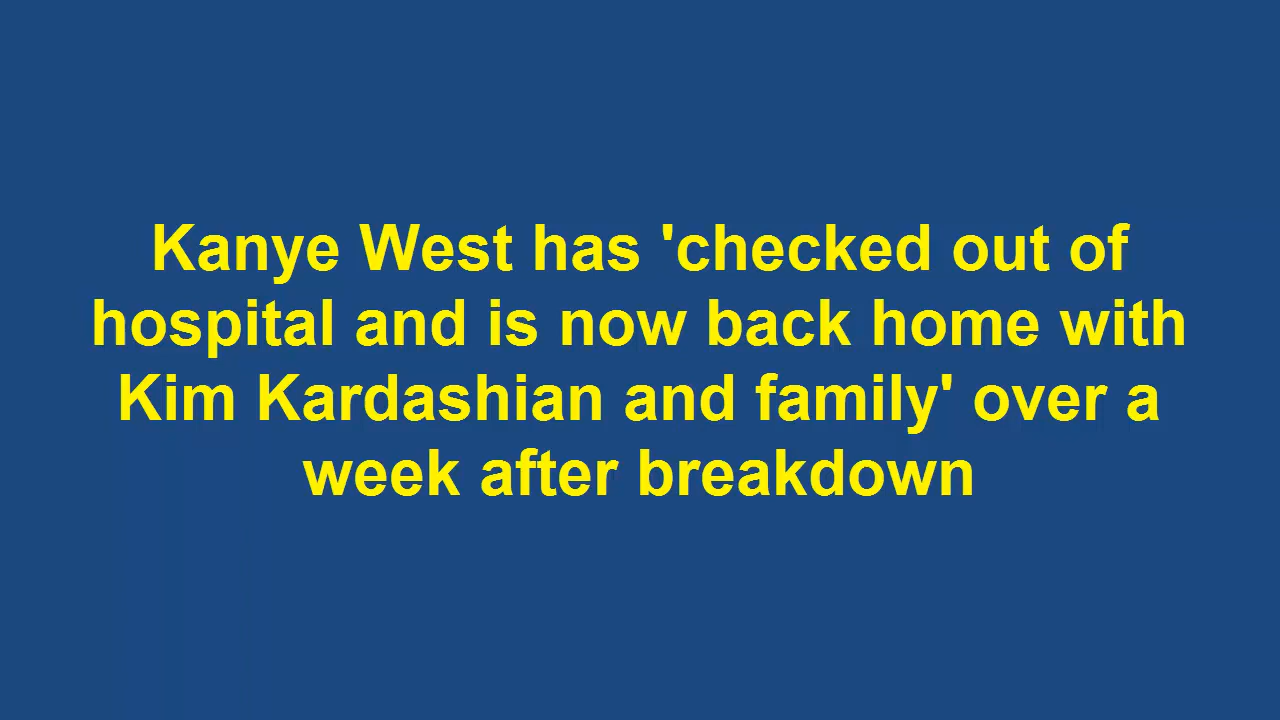 Kanye West has 'checked out of
hospital and is now back home with
Kim Kardashian and family' over a
week after breakdown